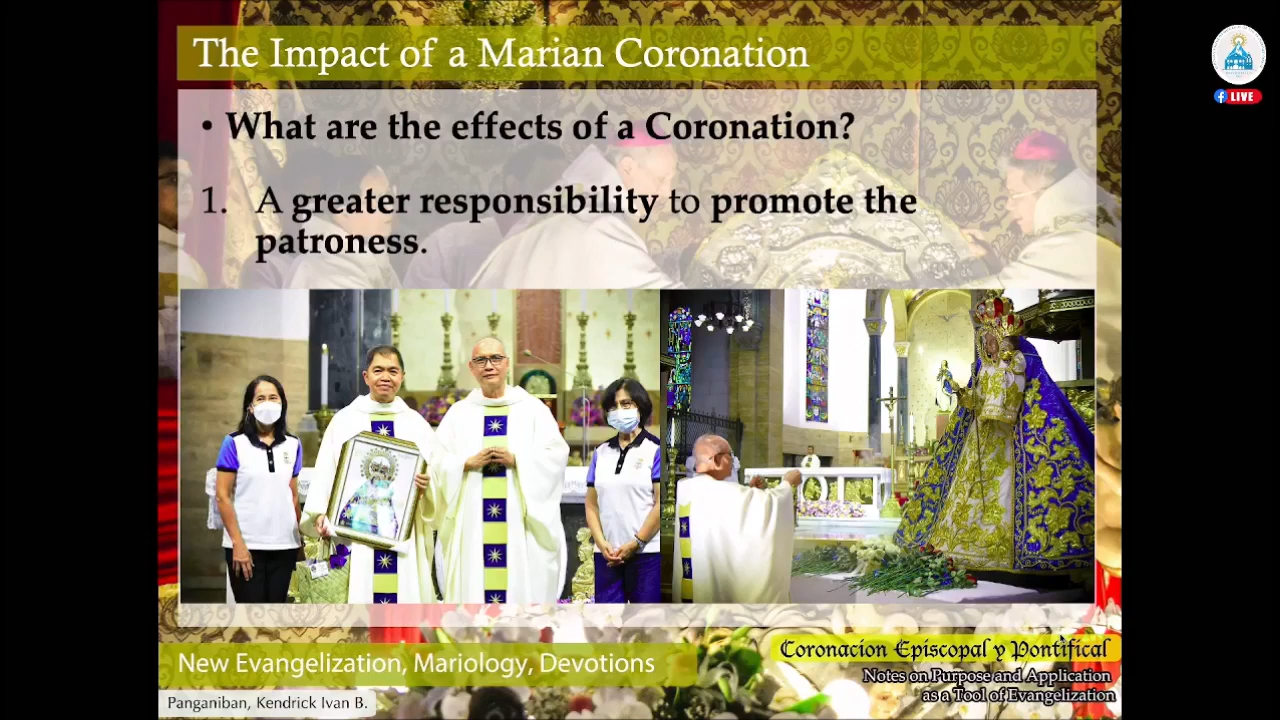 The Impact of a Marian Coronation
• What are the effects of a Coronation?
1. A greater responsibility to promote the
patroness.
New Evangelization, Mariology, Devotions
Coronacion Episcopal y Pontifical
Notes on Purpose and Application
as a Tool of Evangelization
Panganiban, Kendrick Ivan B.
LIVE